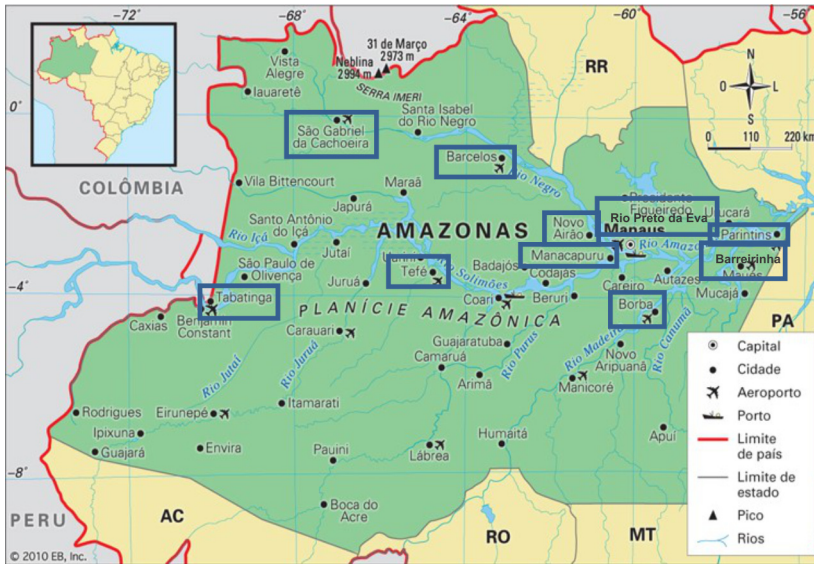 −72°
−68°
−64°
−60°
−56°
31 de Março
2973 m
Neblina
2994 m
Vista
Alegre
Iauaretê
SERRA IMERI
RR
N
O
L
S
0 110 220 km
0°
São Gabriel
da Cachoeira
Santa Isabel
do Rio Negro
Barcelos
Rio Negro
COLÔMBIA
Vila Bittencourt
Maraã
Japurá
AMAZONAS
Novo
Airão
Presidente
Figueiredo
Rio Preto da Eva
Manaus
Urucará
Parintins
Rio Içá
Santo Antônio
do Içá
Jutaí
Manacapuru
Rio Amazo
Barreirinha
Maués
São Paulo de
Olivença
Tefé
Rio Solimões
Badajós
Codajás
Careiro
Autazes
Juruá
Mucajá
−4°
Tabatinga
Coari
Beruri
Borba
PA
Benjamin
Constant
PLANÍCIE AMAZÔNICA
Caxias
Carauari
Guajaratuba
Rio Purus
Rio Madeira
Rio Canumã
Rio Jutaí
Rio Juruá
Camaruã
Novo
Aripuanã
Arimã
Manicoré
Rodrigues
Eirunepé
Itamarati
Ipixuna
Guajará
Envira
Pauini
Lábrea
Humaitá
Apuí
−8°
Boca do
Acre
PERU
AC
RO
MT
Capital
Cidade
Aeroporto
Porto
Limite
de país
Limite de
estado
Pico
Rios
© 2010 EB, Inc.